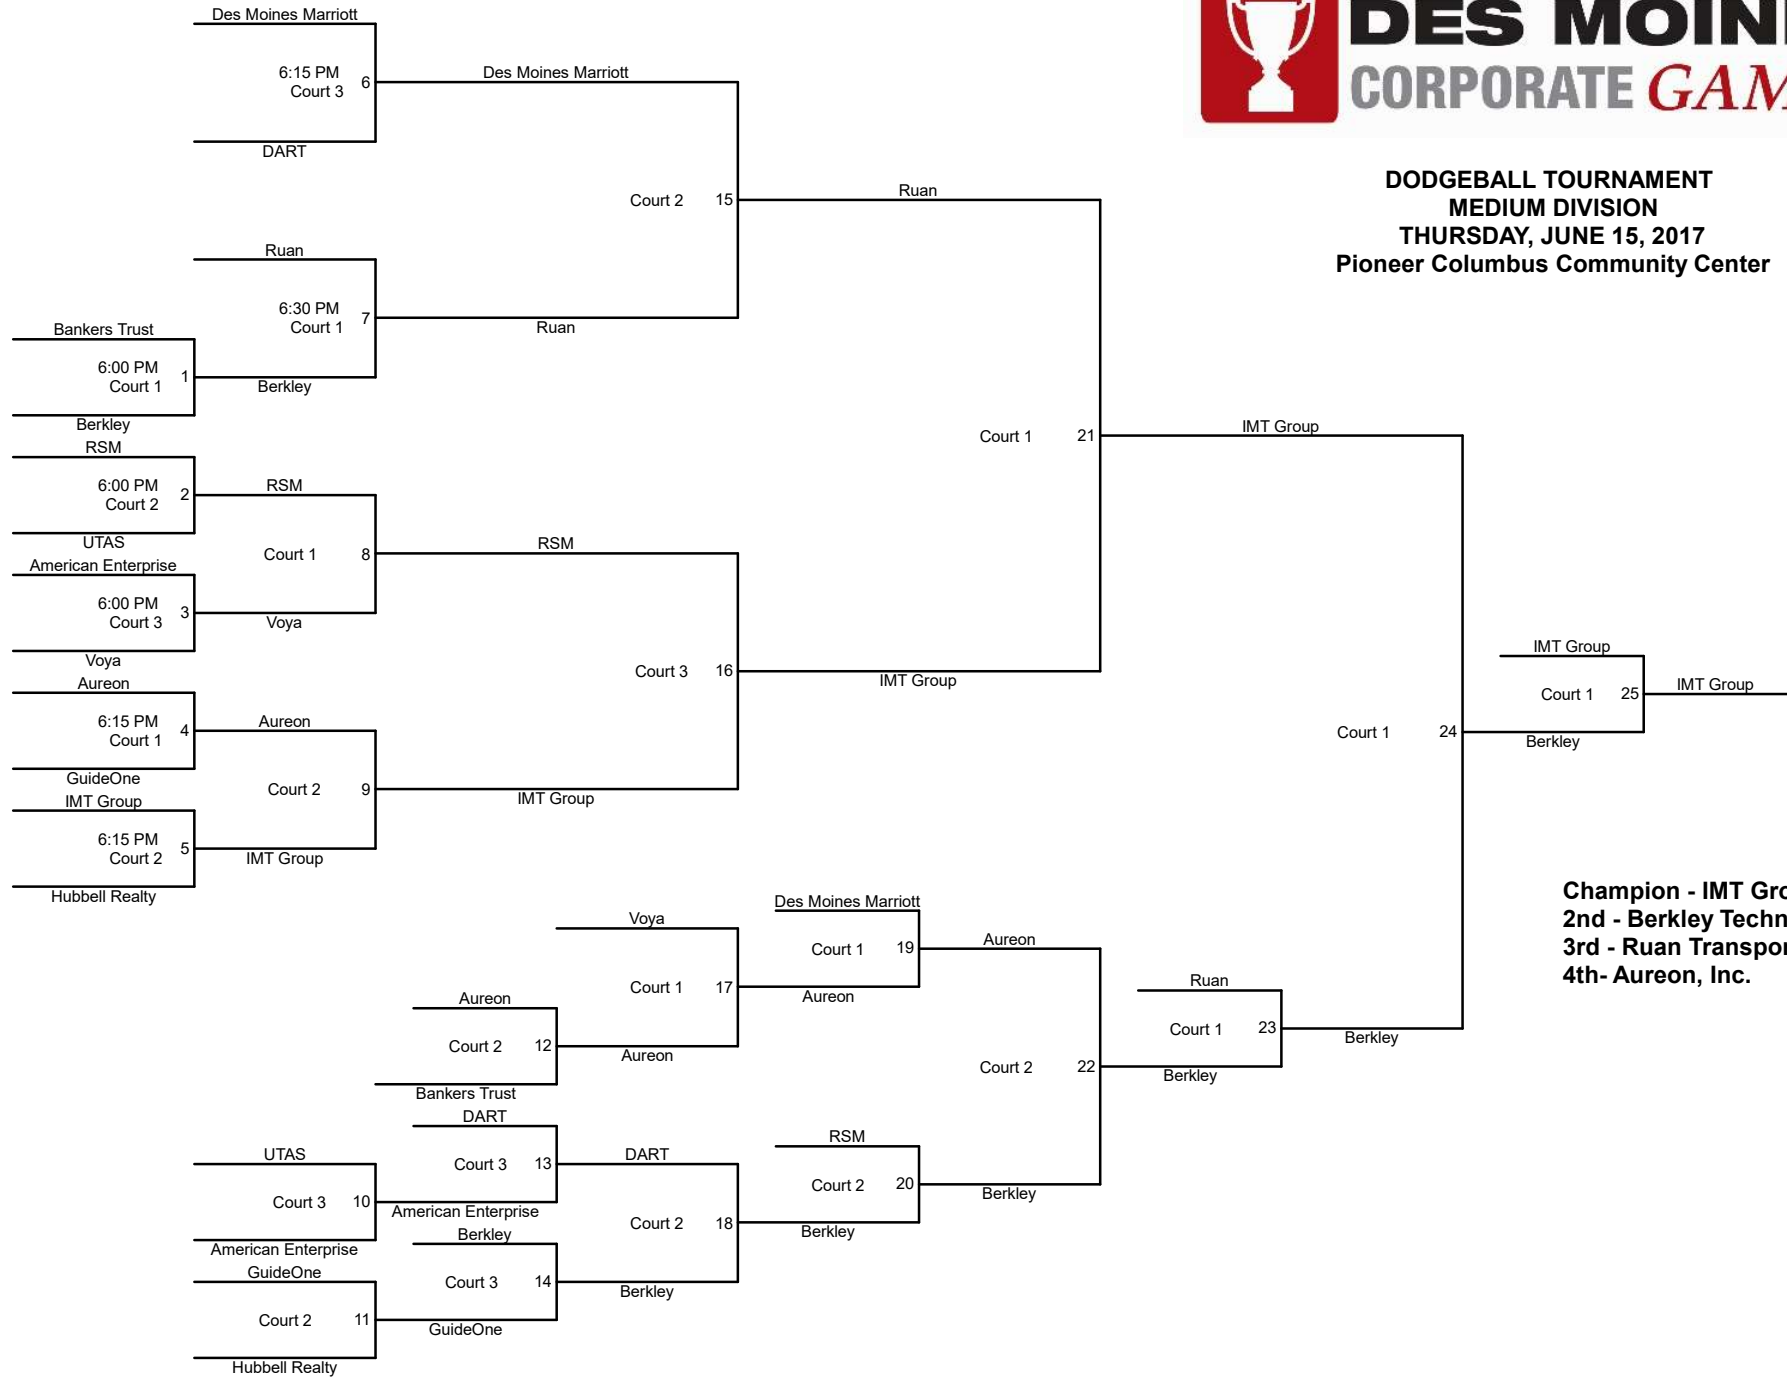 DES MOIN
CORPORATE GAM
DODGEBALL TOURNAMENT
MEDIUM DIVISION
THURSDAY, JUNE 15, 2017
Pioneer Columbus Community Center
Des Moines Marriott
6:15 PM
Court 3 6
DART
Des Moines Marriott
Court 2 15
Ruan
Ruan
6:30 PM
Court 1 7
Ruan
Bankers Trust
6:00 PM
Court 1 1
Berkley
Berkley
RSM
6:00 PM
Court 2 2
UTAS
RSM
Court 1 8
RSM
American Enterprise
6:00 PM
Court 3 3
Voya
Voya
Court 3 16
IMT Group
Aureon
6:15 PM
Court 1 4
GuideOne
Aureon
Court 2 9
IMT Group
IMT Group
6:15 PM
Court 2 5
Hubbell Realty
IMT Group
Court 1 21
IMT Group
Court 1 24
IMT Group
Court 1 25
Berkley
IMT Group
Champion - IMT Gro
2nd - Berkley Techn
3rd - Ruan Transpor
4th- Aureon, Inc.
Voya
Court 1 17
Aureon
Court 2 12
Bankers Trust
Aureon
Des Moines Marriott
Court 1 19
Aureon
Aureon
Court 2 22
Berkley
Ruan
Court 1 23
Berkley
UTAS
Court 3 10
American Enterprise
DART
Court 3 13
American Enterprise
DART
Court 2 18
Berkley
RSM
Court 2 20
Berkley
GuideOne
Court 2 11
Hubbell Realty
Berkley
Court 3 14
GuideOne
Berkley